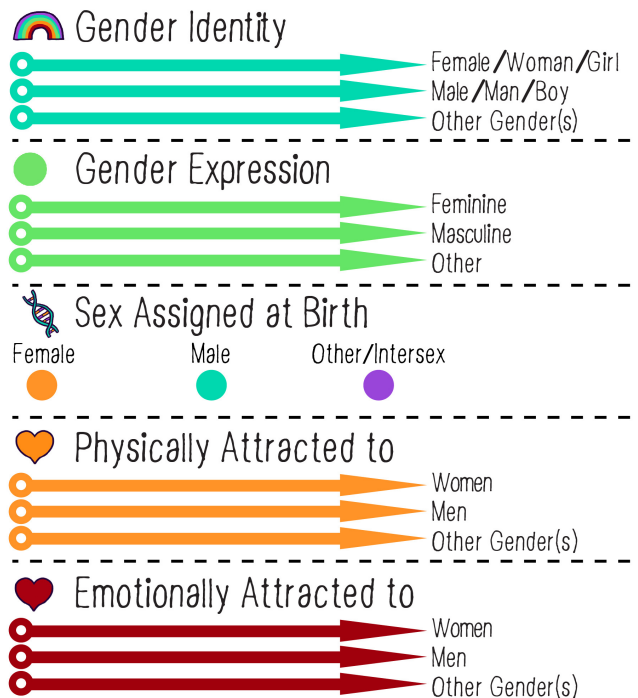 Gender Identity
Female/Woman/Girl
Male/Man/Boy
Other Gender(s)
Gender Expression
Feminine
Masculine
Other
Sex Assigned at Birth
Female Male Other/Intersex
Physically Attracted to
Women
Men
Other Gender(s)
Emotionally Attracted to
Women
Men
Other Gender(s)